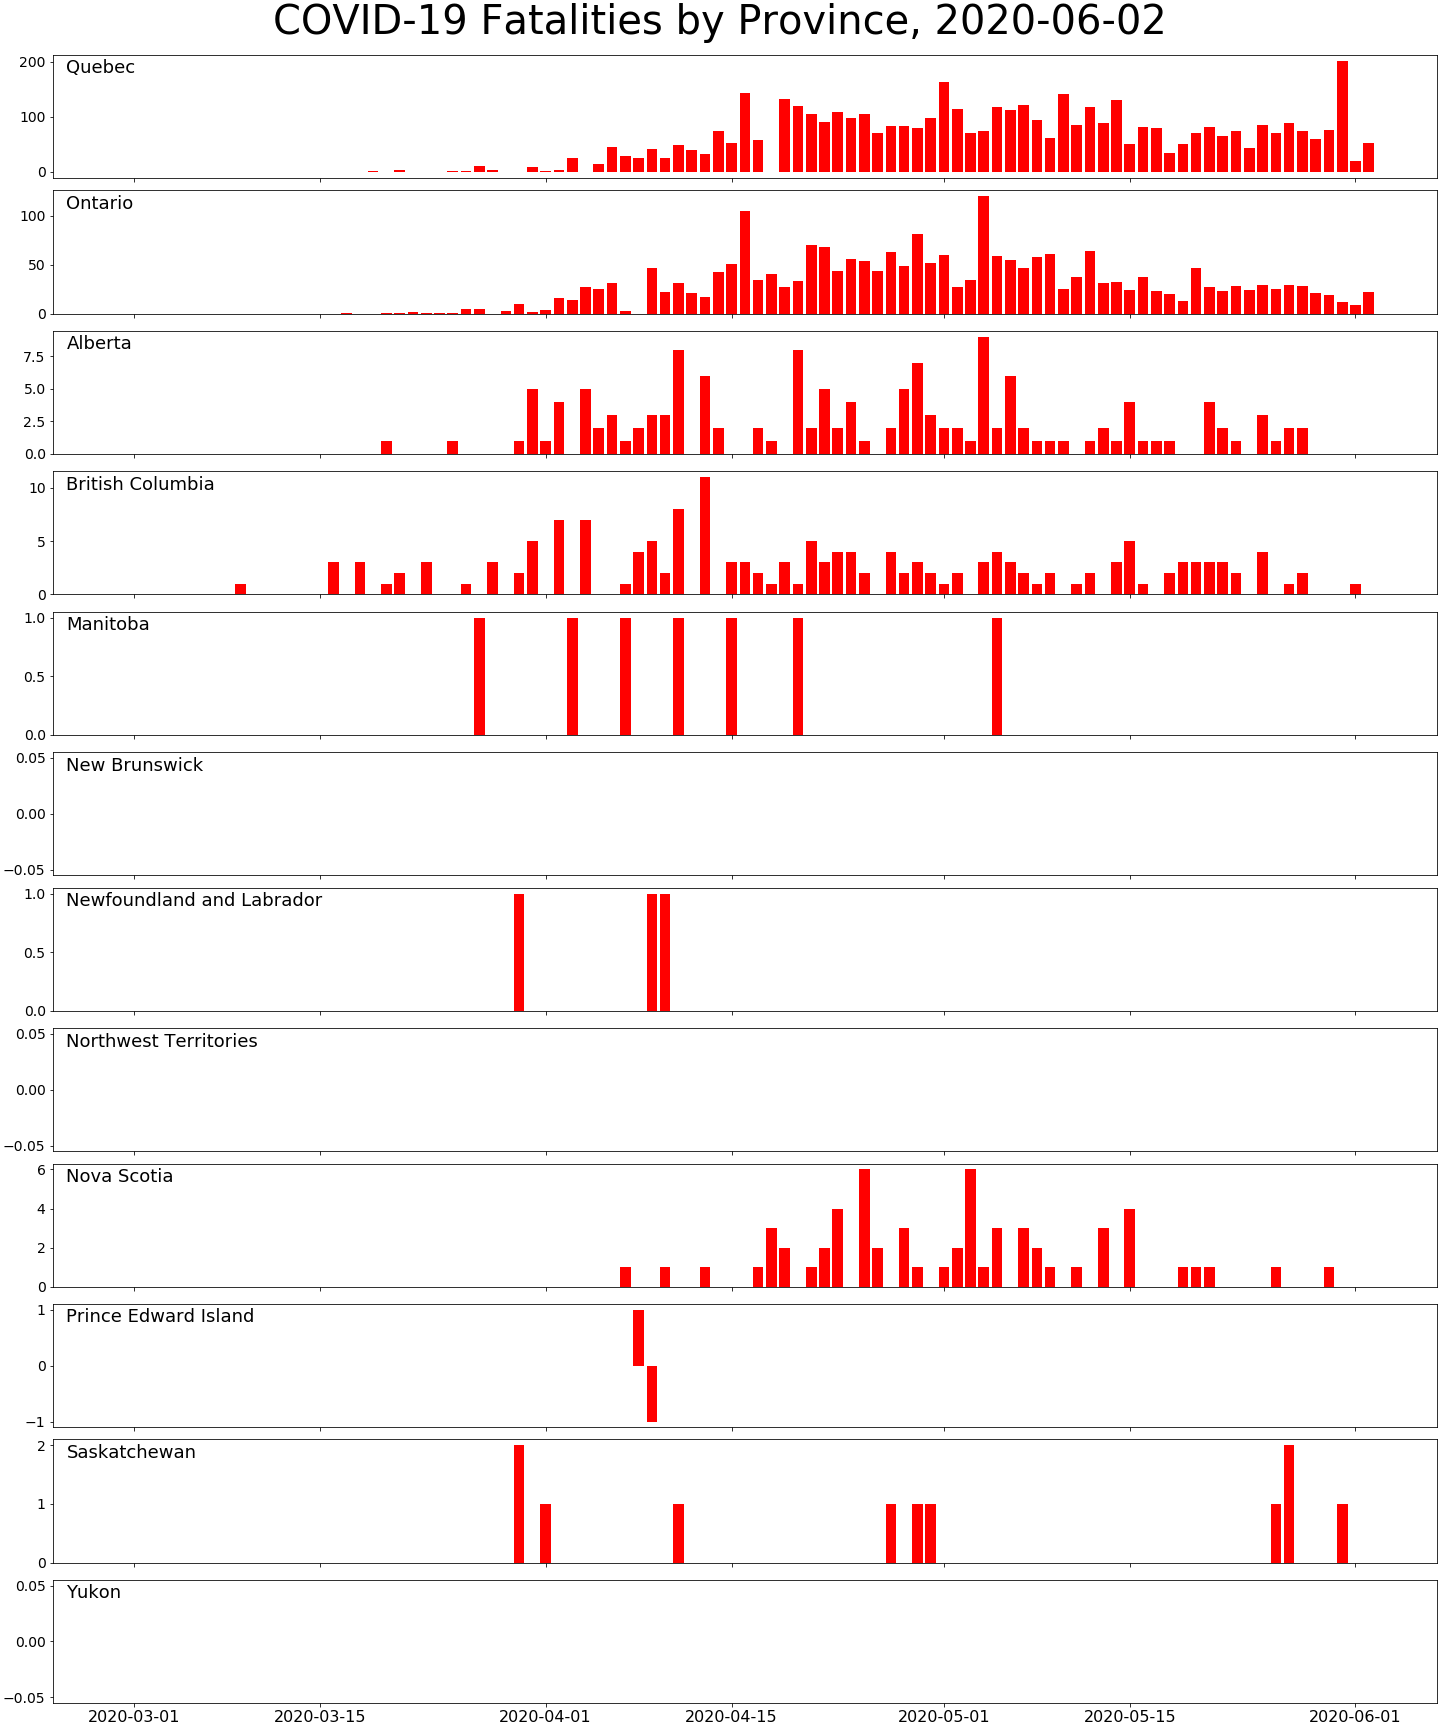 COVID-19 Fatalities by Province, 2020-06-02
Quebec
200
100
0
Ontario
100
50
0
Alberta
7.5
5.0
2.5
0.0
British Columbia
10
5
0
Manitoba
1.0
0.5
0.0
New Brunswick
0.05
0.00
−0.05
Newfoundland and Labrador
1.0
0.5
0.0
Northwest Territories
0.05
0.00
−0.05
Nova Scotia
6
4
2
0
Prince Edward Island
1
0
−1
Saskatchewan
2
1
0
Yukon
0.05
0.00
−0.05
2020-03-01 2020-03-15 2020-04-01 2020-04-15 2020-05-01 2020-05-15 2020-06-01